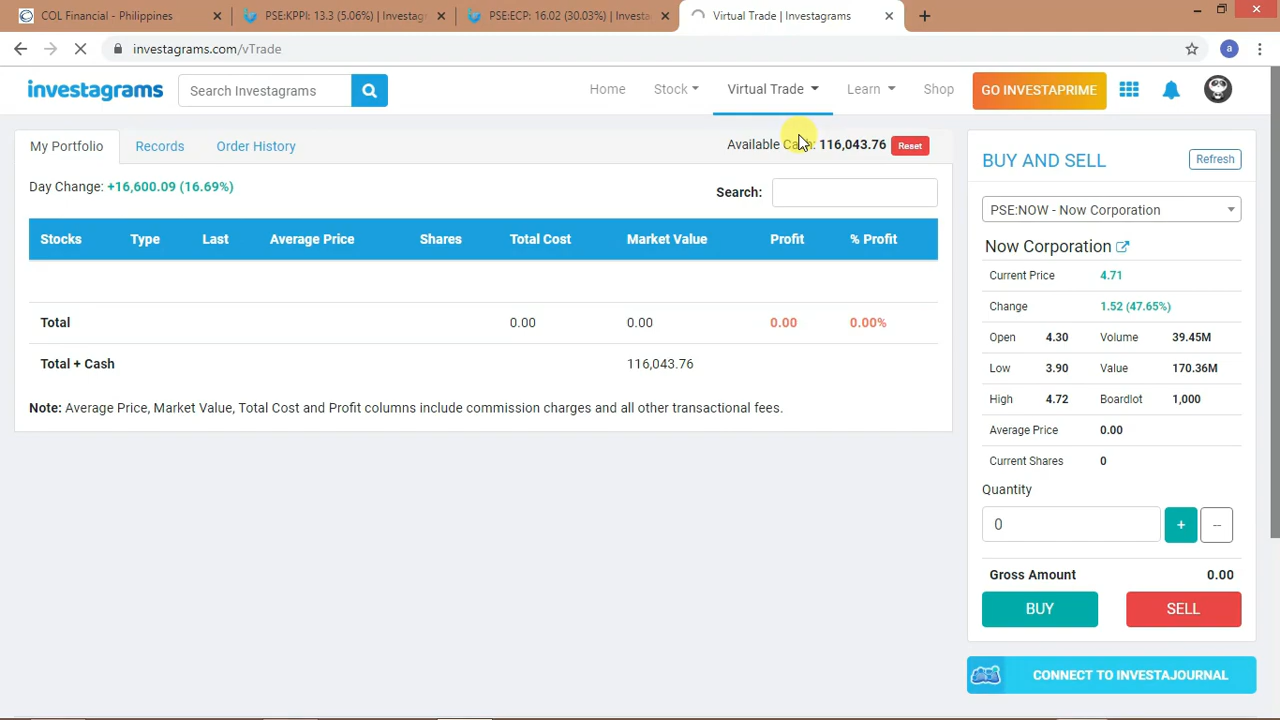 COL Financial - Philippines
PSE:KPPI: 13.3 (5.06%) | Investag
PSE:ECP: 16.02 (30.03%) | Investa
Virtual Trade | Investagrams
investagrams.com/vTrade
a
investagrams
Search Investagrams
Home
Stock
Virtual Trade
Learn
Shop
GO INVESTAPRIME
My Portfolio
Records
Order History
Available Ca : 116,043.76
Reset
Day Change: +16,600.09 (16.69%)
Search:
Stocks Type Last Average Price Shares Total Cost Market Value Profit % Profit
Total 0.00 0.00 0.00 0.00%
Total + Cash 116,043.76
Note: Average Price, Market Value, Total Cost and Profit columns include commission charges and all other transactional fees.
BUY AND SELL
Refresh
PSE:NOW - Now Corporation
Now Corporation
Current Price 4.71
Change 1.52 (47.65%)
Open 4.30 Volume 39.45M
Low 3.90 Value 170.36M
High 4.72 Boardlot 1,000
Average Price 0.00
Current Shares 0
Quantity
0 + --
Gross Amount 0.00
BUY SELL
CONNECT TO INVESTAJOURNAL